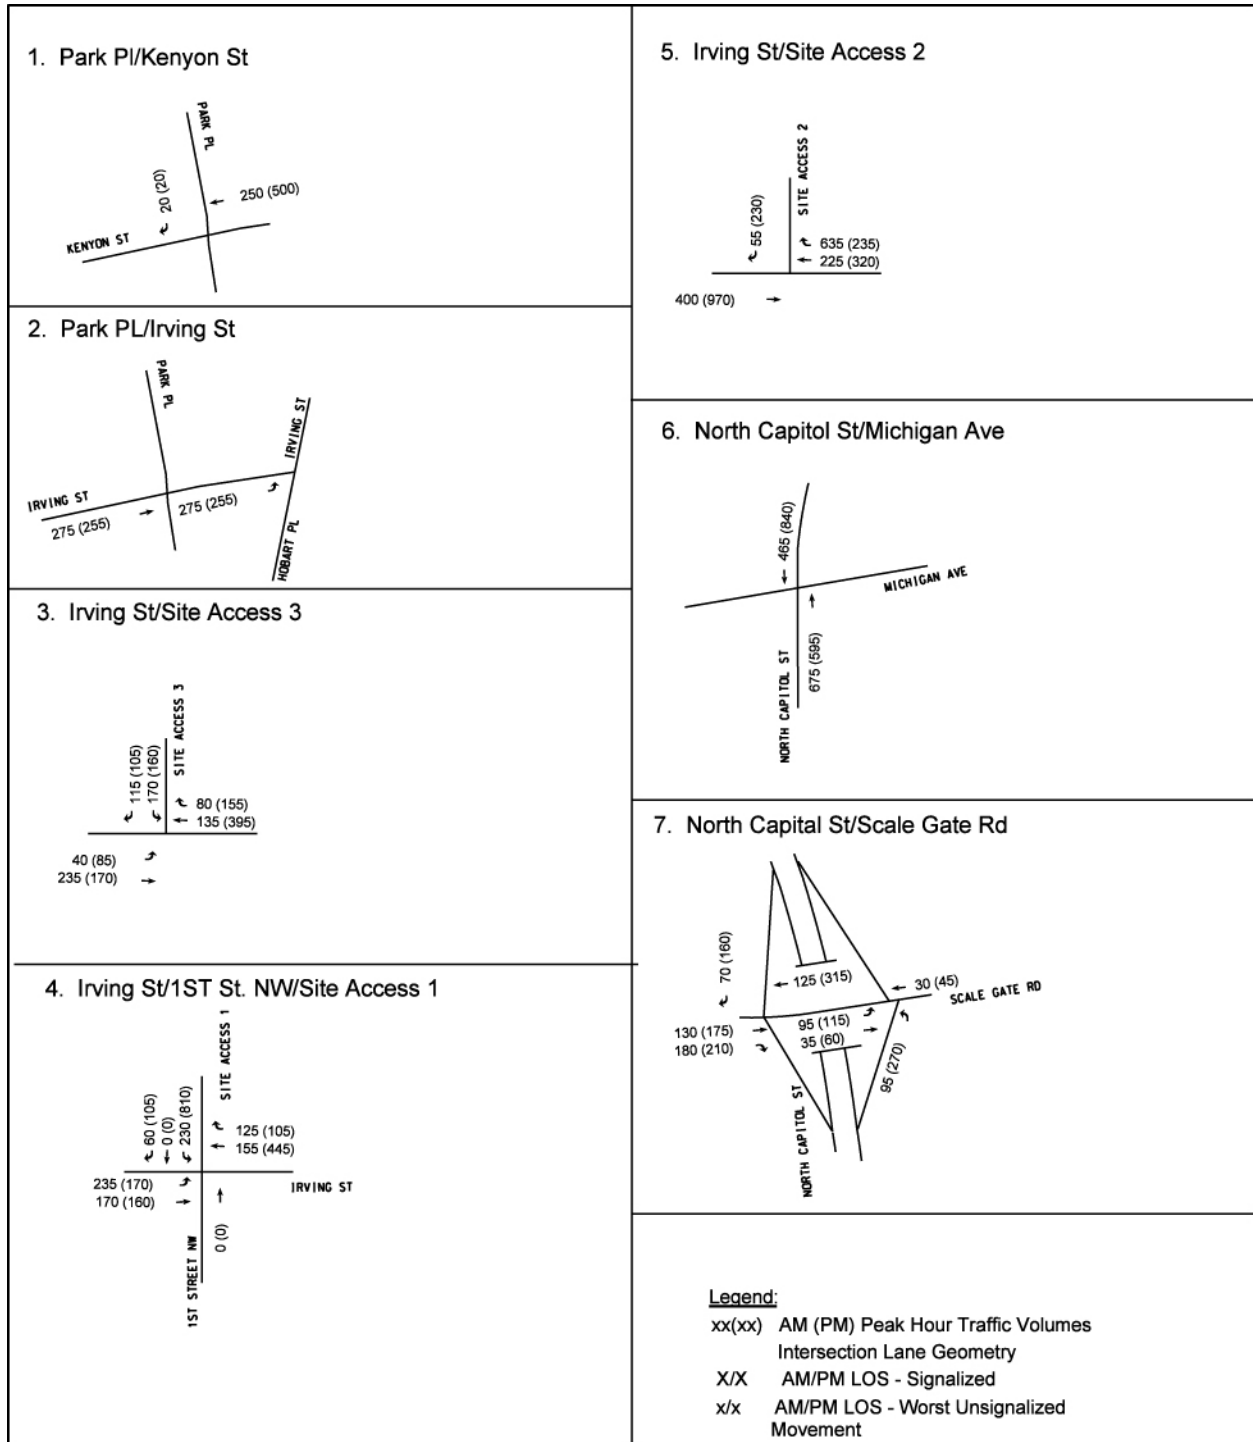 1. Park Pl/Kenyon St
PARK PL
20 (20)
250 (500)
KENYON ST
2. Park PL/Irving St
PARK PL
IRVING ST
IRVING ST
275 (255)
275 (255)
HOBART PL
3. Irving St/Site Access 3
SITE ACCESS 3
115 (105)
170 (160)
80 (155)
135 (395)
40 (85)
235 (170)
4. Irving St/1ST St. NW/Site Access 1
SITE ACCESS 1
60 (105)
0 (0)
230 (810)
125 (105)
155 (445)
235 (170)
170 (160)
IRVING ST
0 (0)
1ST STREET NW
5. Irving St/Site Access 2
SITE ACCESS 2
55 (230)
635 (235)
225 (320)
400 (970)
6. North Capitol St/Michigan Ave
465 (840)
MICHIGAN AVE
675 (595)
NORTH CAPITOL ST
7. North Capital St/Scale Gate Rd
70 (160)
125 (315)
30 (45)
SCALE GATE RD
130 (175)
180 (210)
95 (115)
35 (60)
95 (270)
NORTH CAPITOL ST
Legend:
xx(xx) AM (PM) Peak Hour Traffic Volumes
Intersection Lane Geometry
X/X AM/PM LOS - Signalized
x/x AM/PM LOS - Worst Unsignalized
Movement